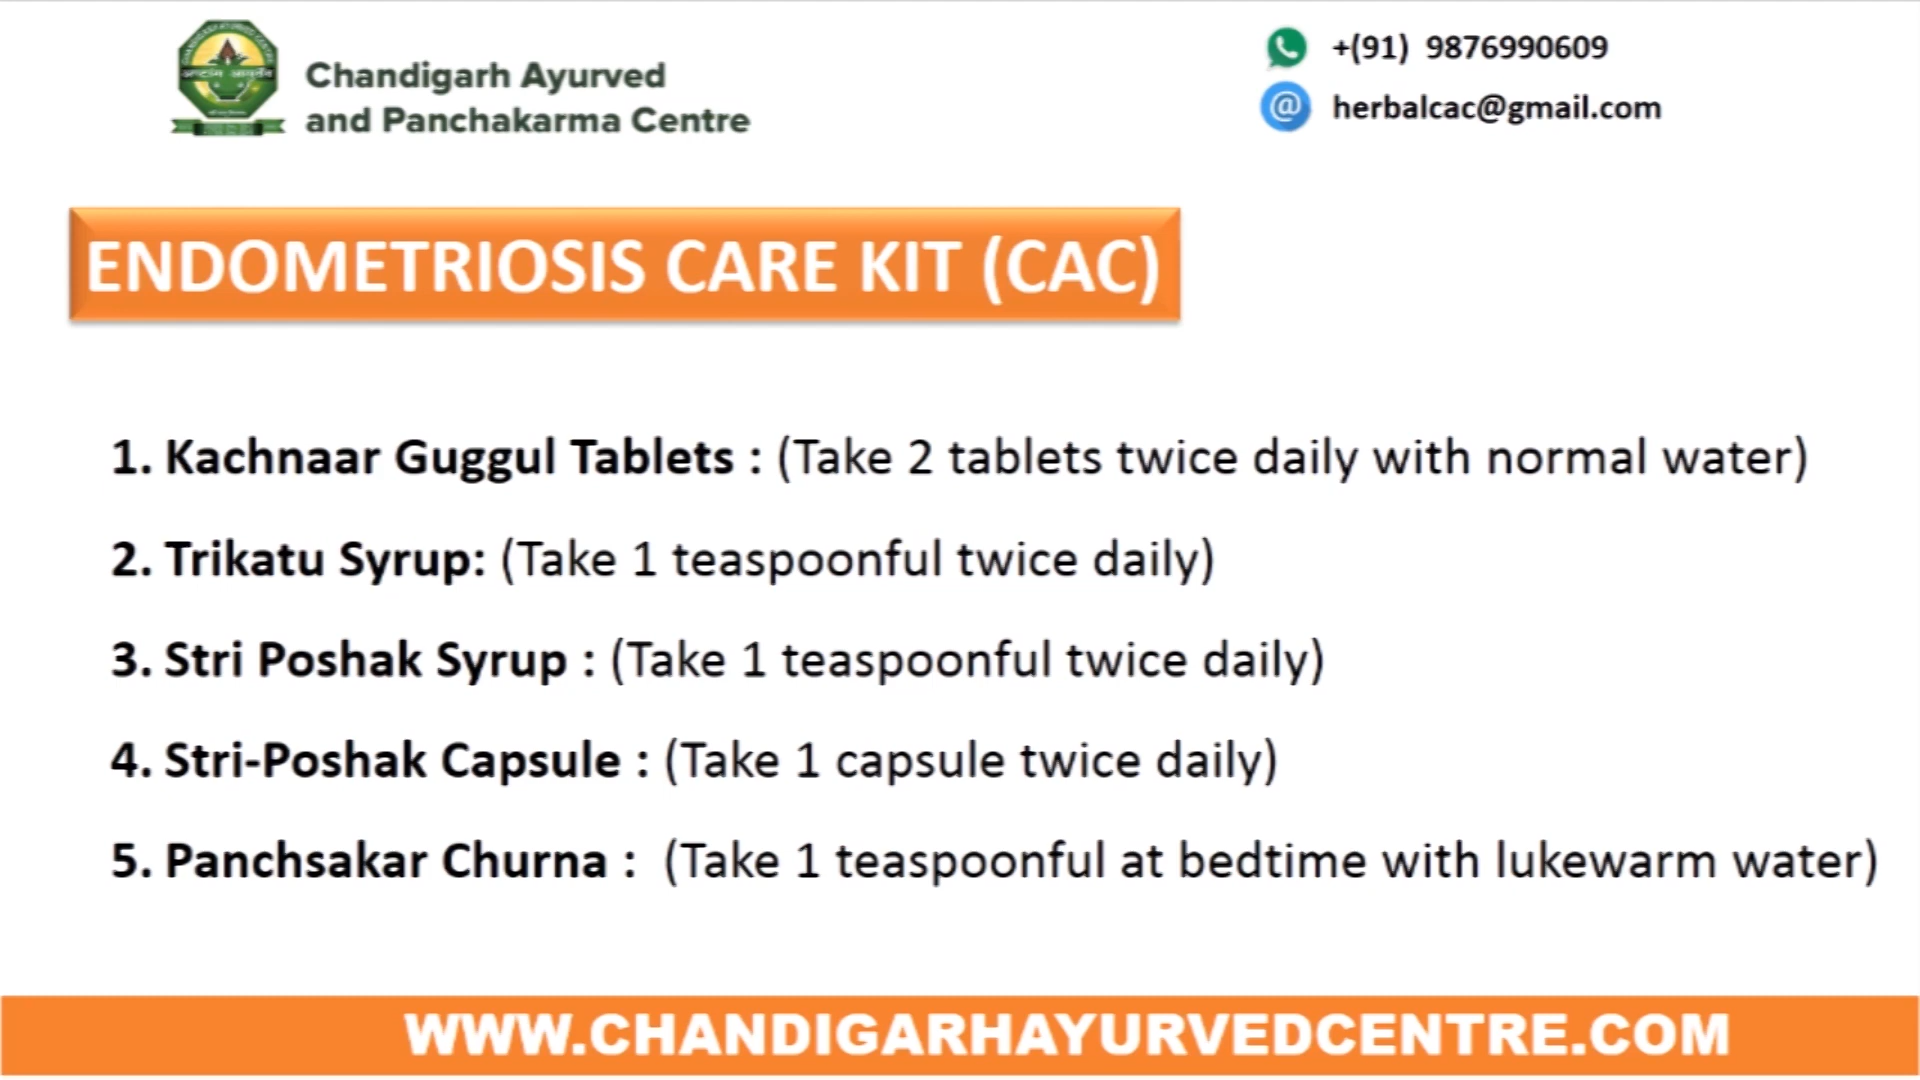 Chandigarh Ayurved
and Panchakarma Centre
+(91) 9876990609
@ herbalcac@gmail.com
ENDOMETRIOSIS CARE KIT (CAC)
1. Kachnaar Guggul Tablets : (Take 2 tablets twice daily with normal water)
2. Trikatu Syrup: (Take 1 teaspoonful twice daily)
3. Stri Poshak Syrup : (Take 1 teaspoonful twice daily)
4. Stri-Poshak Capsule : (Take 1 capsule twice daily)
5. Panchsakar Churna : (Take 1 teaspoonful at bedtime with lukewarm water)
WWW.CHANDIGARHAYURVEDCENTRE.COM